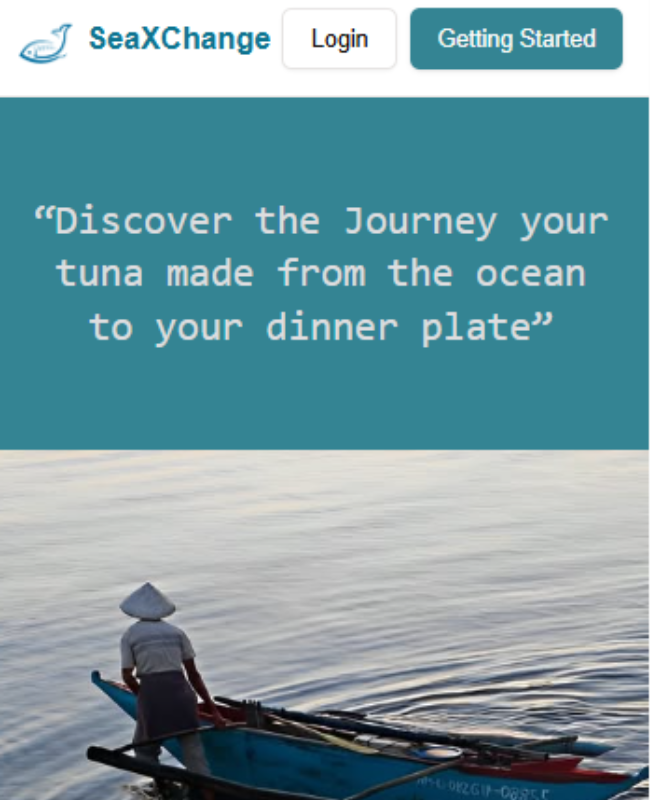 SeaXChange
Login
Getting Started
“Discover the Journey your
tuna made from the ocean
to your dinner plate”